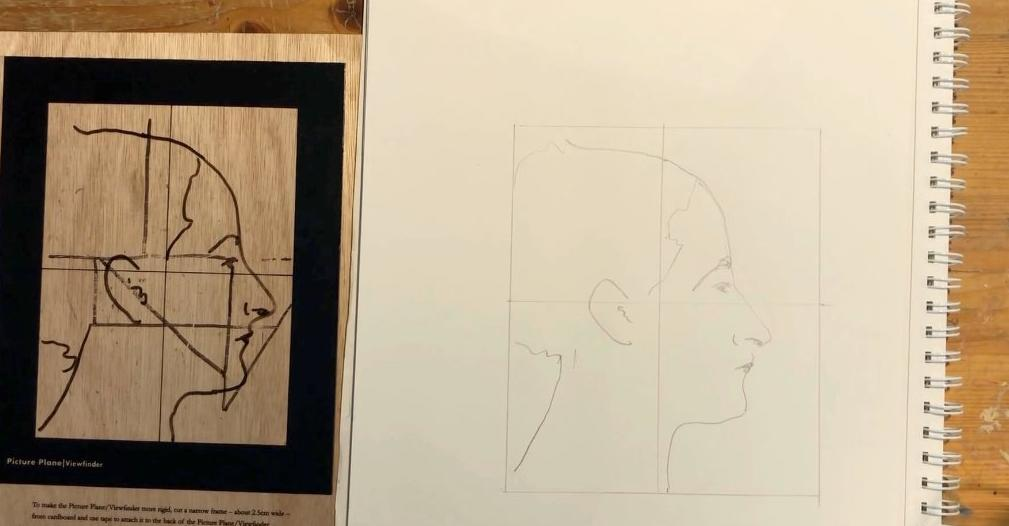 Picture Plane|Viewfinder
To make the Picture Plane/Viewfinder more rigid, cut a narrow frame – about 2.5cm wide –
from cardboard and use tape to attach it to the back of the Picture Plane/Viewfinder